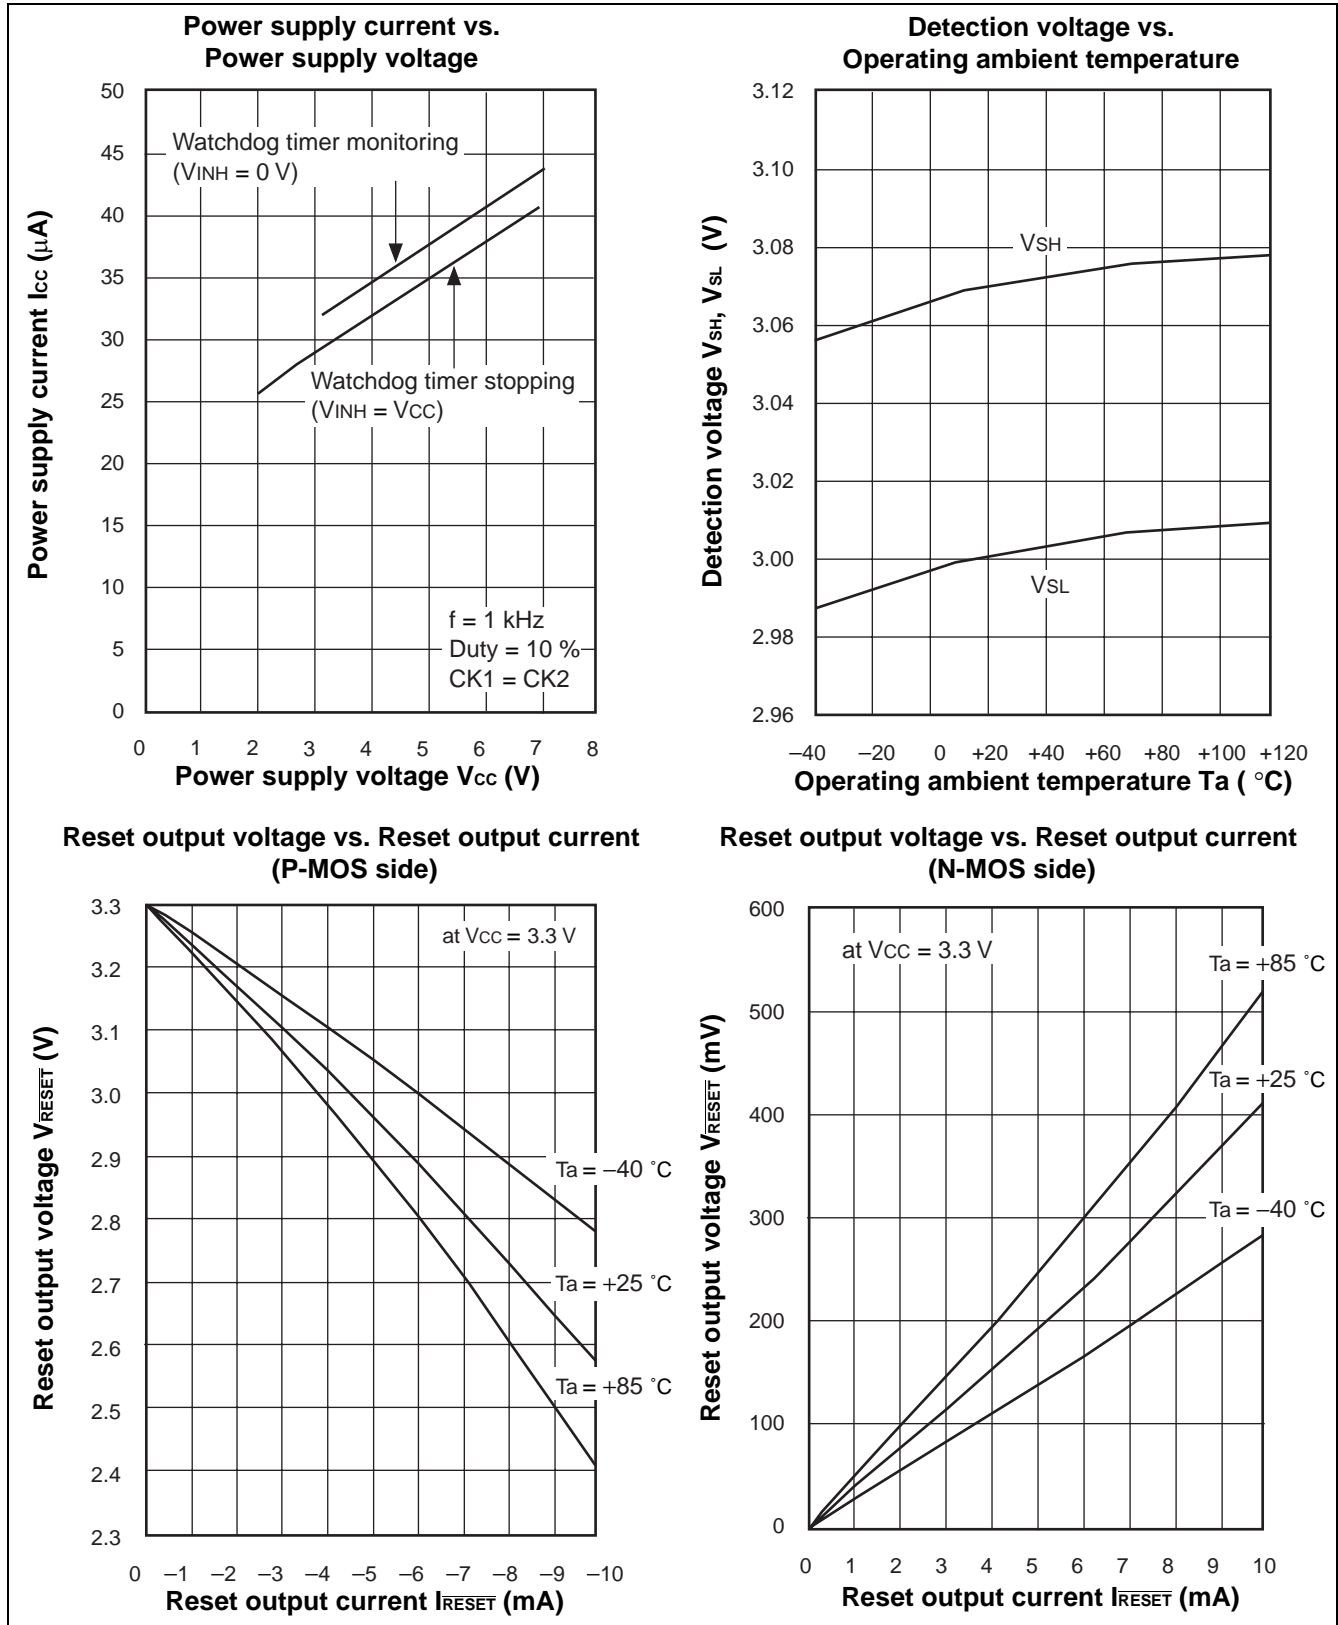 Power supply current vs.
Power supply voltage
50
45
40
35
30
25
20
15
10
5
0
Power supply current ICC (μA)
Watchdog timer monitoring
(VINH = 0 V)
Watchdog timer stopping
(VINH = VCC)
f = 1 kHz
Duty = 10 %
CK1 = CK2
0 1 2 3 4 5 6 7 8
Power supply voltage VCC (V)
Detection voltage vs.
Operating ambient temperature
3.12
3.10
3.08
3.06
3.04
3.02
3.00
2.98
2.96
Detection voltage VSH, VSL (V)
VSH
VSL
–40 –20 0 +20 +40 +60 +80 +100 +120
Operating ambient temperature Ta ( °C)
Reset output voltage vs. Reset output current
(P-MOS side)
3.3
3.2
3.1
3.0
2.9
2.8
2.7
2.6
2.5
2.4
2.3
Reset output voltage VRESET (V)
at VCC = 3.3 V
Ta = –40 ˚C
Ta = +25 ˚C
Ta = +85 ˚C
0 –1 –2 –3 –4 –5 –6 –7 –8 –9 –10
Reset output current IRESET (mA)
Reset output voltage vs. Reset output current
(N-MOS side)
600
500
400
300
200
100
0
Reset output voltage VRESET (mV)
at VCC = 3.3 V
Ta = +85 ˚C
Ta = +25 ˚C
Ta = –40 ˚C
0 1 2 3 4 5 6 7 8 9 10
Reset output current IRESET (mA)